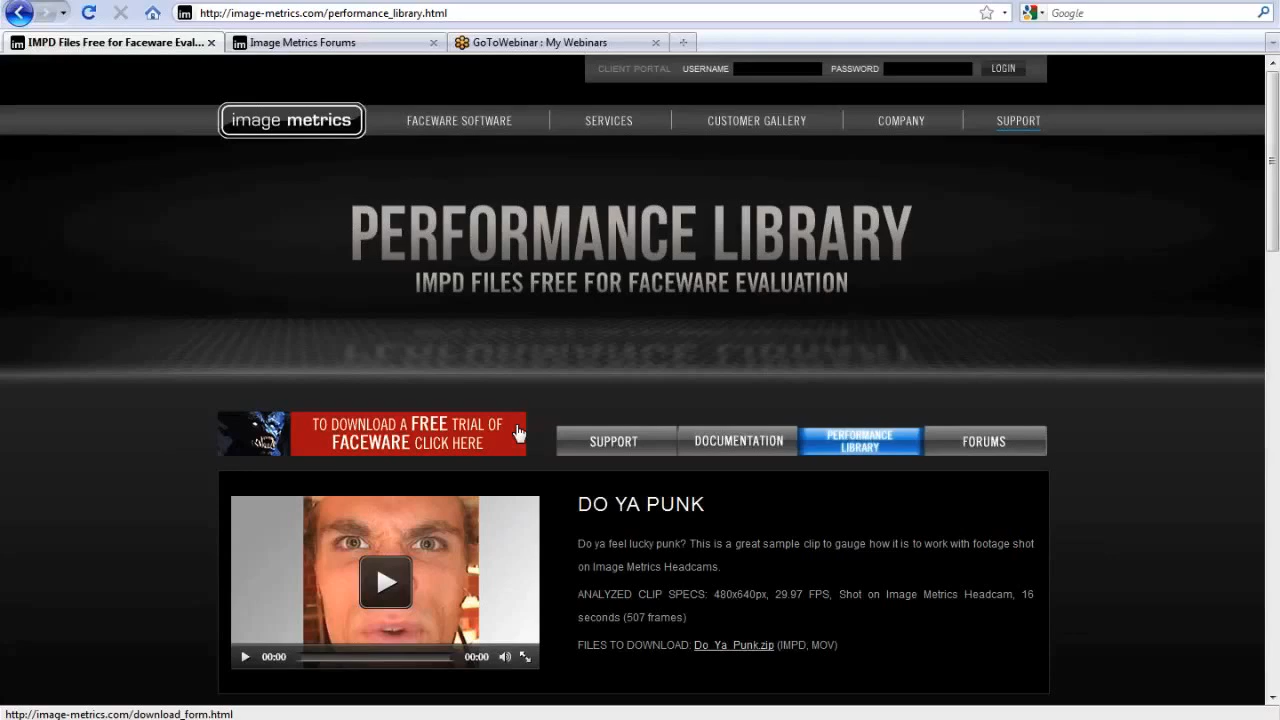 http://image-metrics.com/performance_library.html
Google
IMPD Files Free for Faceware Eval...
Image Metrics Forums
GoToWebinar : My Webinars
CLIENT PORTAL USERNAME PASSWORD LOGIN
image metrics
FACEWARE SOFTWARE SERVICES CUSTOMER GALLERY COMPANY SUPPORT
PERFORMANCE LIBRARY
IMPD FILES FREE FOR FACEWARE EVALUATION
TO DOWNLOAD A FREE TRIAL OF
FACEWARE CLICK HERE
SUPPORT
DOCUMENTATION
PERFORMANCE
LIBRARY
FORUMS
DO YA PUNK
Do ya feel lucky punk? This is a great sample clip to gauge how it is to work with footage shot
on Image Metrics Headcams.
ANALYZED CLIP SPECS: 480x640px, 29.97 FPS, Shot on Image Metrics Headcam, 16
seconds (507 frames)
FILES TO DOWNLOAD: Do_Ya_Punk.zip (IMPD, MOV)
00:00 00:00
http://image-metrics.com/download_form.html